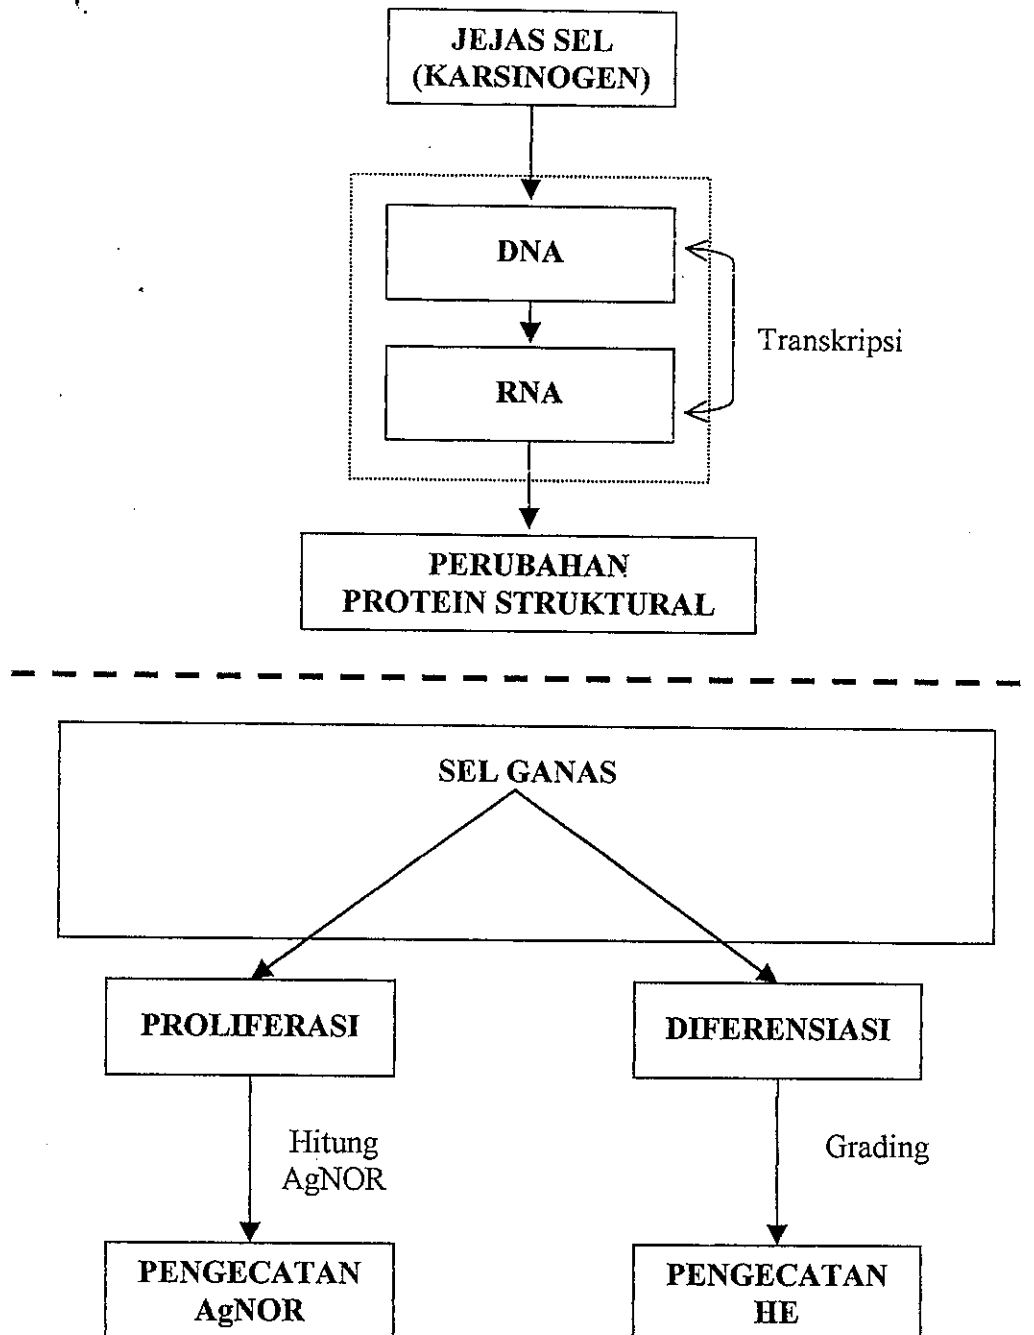 JEJAS SEL
(KARSINOGEN)
DNA
Transkripsi
RNA
PERUBAHAN
PROTEIN STRUKTURAL
SEL GANAS
PROLIFERASI
DIFERENSIASI
Hitung
AgNOR
Grading
PENGECATAN
AgNOR
PENGECATAN
HE